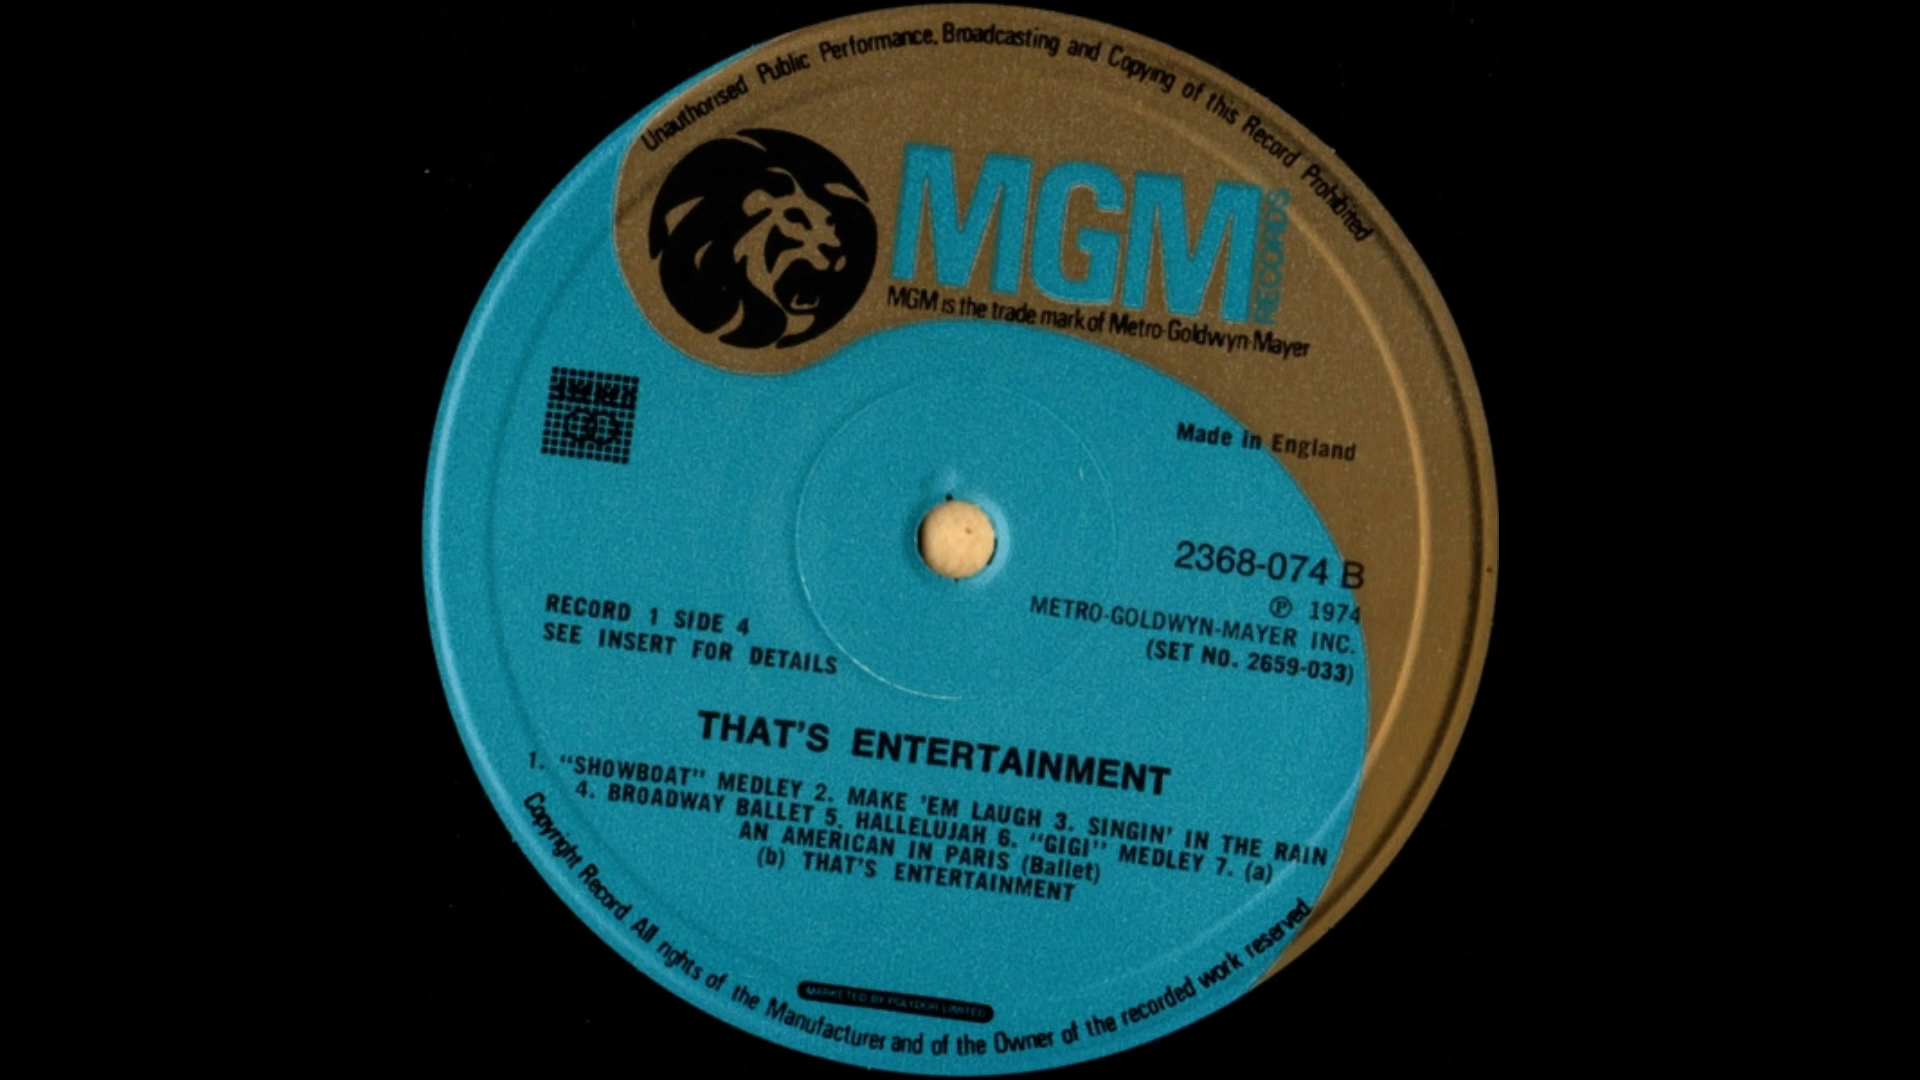 Unauthorised Public Performance, Broadcasting and Copying of this Record Prohibited
MGM
RECORDS
MGM is the trade mark of Metro-Goldwyn-Mayer
Made in England
2368-074 B
℗ 1974
METRO-GOLDWYN-MAYER INC.
(SET NO. 2659-033)
RECORD 1 SIDE 4
SEE INSERT FOR DETAILS
THAT'S ENTERTAINMENT
1. "SHOWBOAT" MEDLEY 2. MAKE 'EM LAUGH 3. SINGIN' IN THE RAIN
4. BROADWAY BALLET 5. HALLELUJAH 6. "GIGI" MEDLEY 7. (a)
AN AMERICAN IN PARIS (Ballet)
(b) THAT'S ENTERTAINMENT
MARKETED BY POLYDOR LIMITED
Copyright Record. All rights of the Manufacturer and of the Owner of the recorded work reserved.